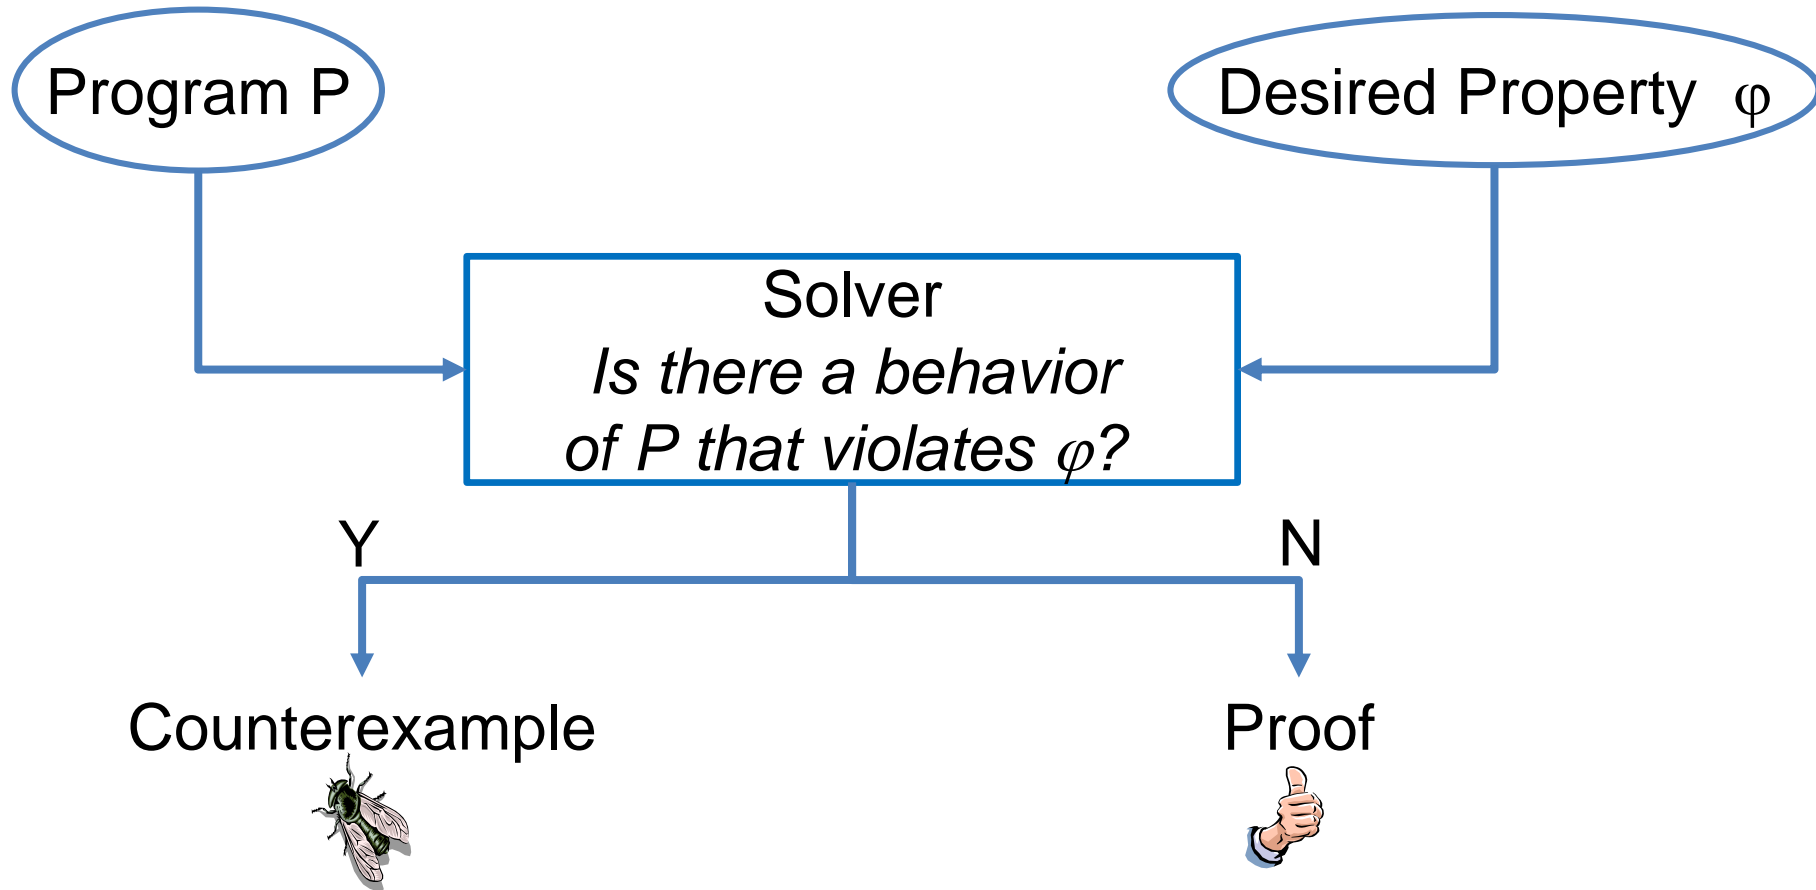 Program P
Desired Property φ
Solver
Is there a behavior
of P that violates φ?
Y
N
Counterexample
Proof